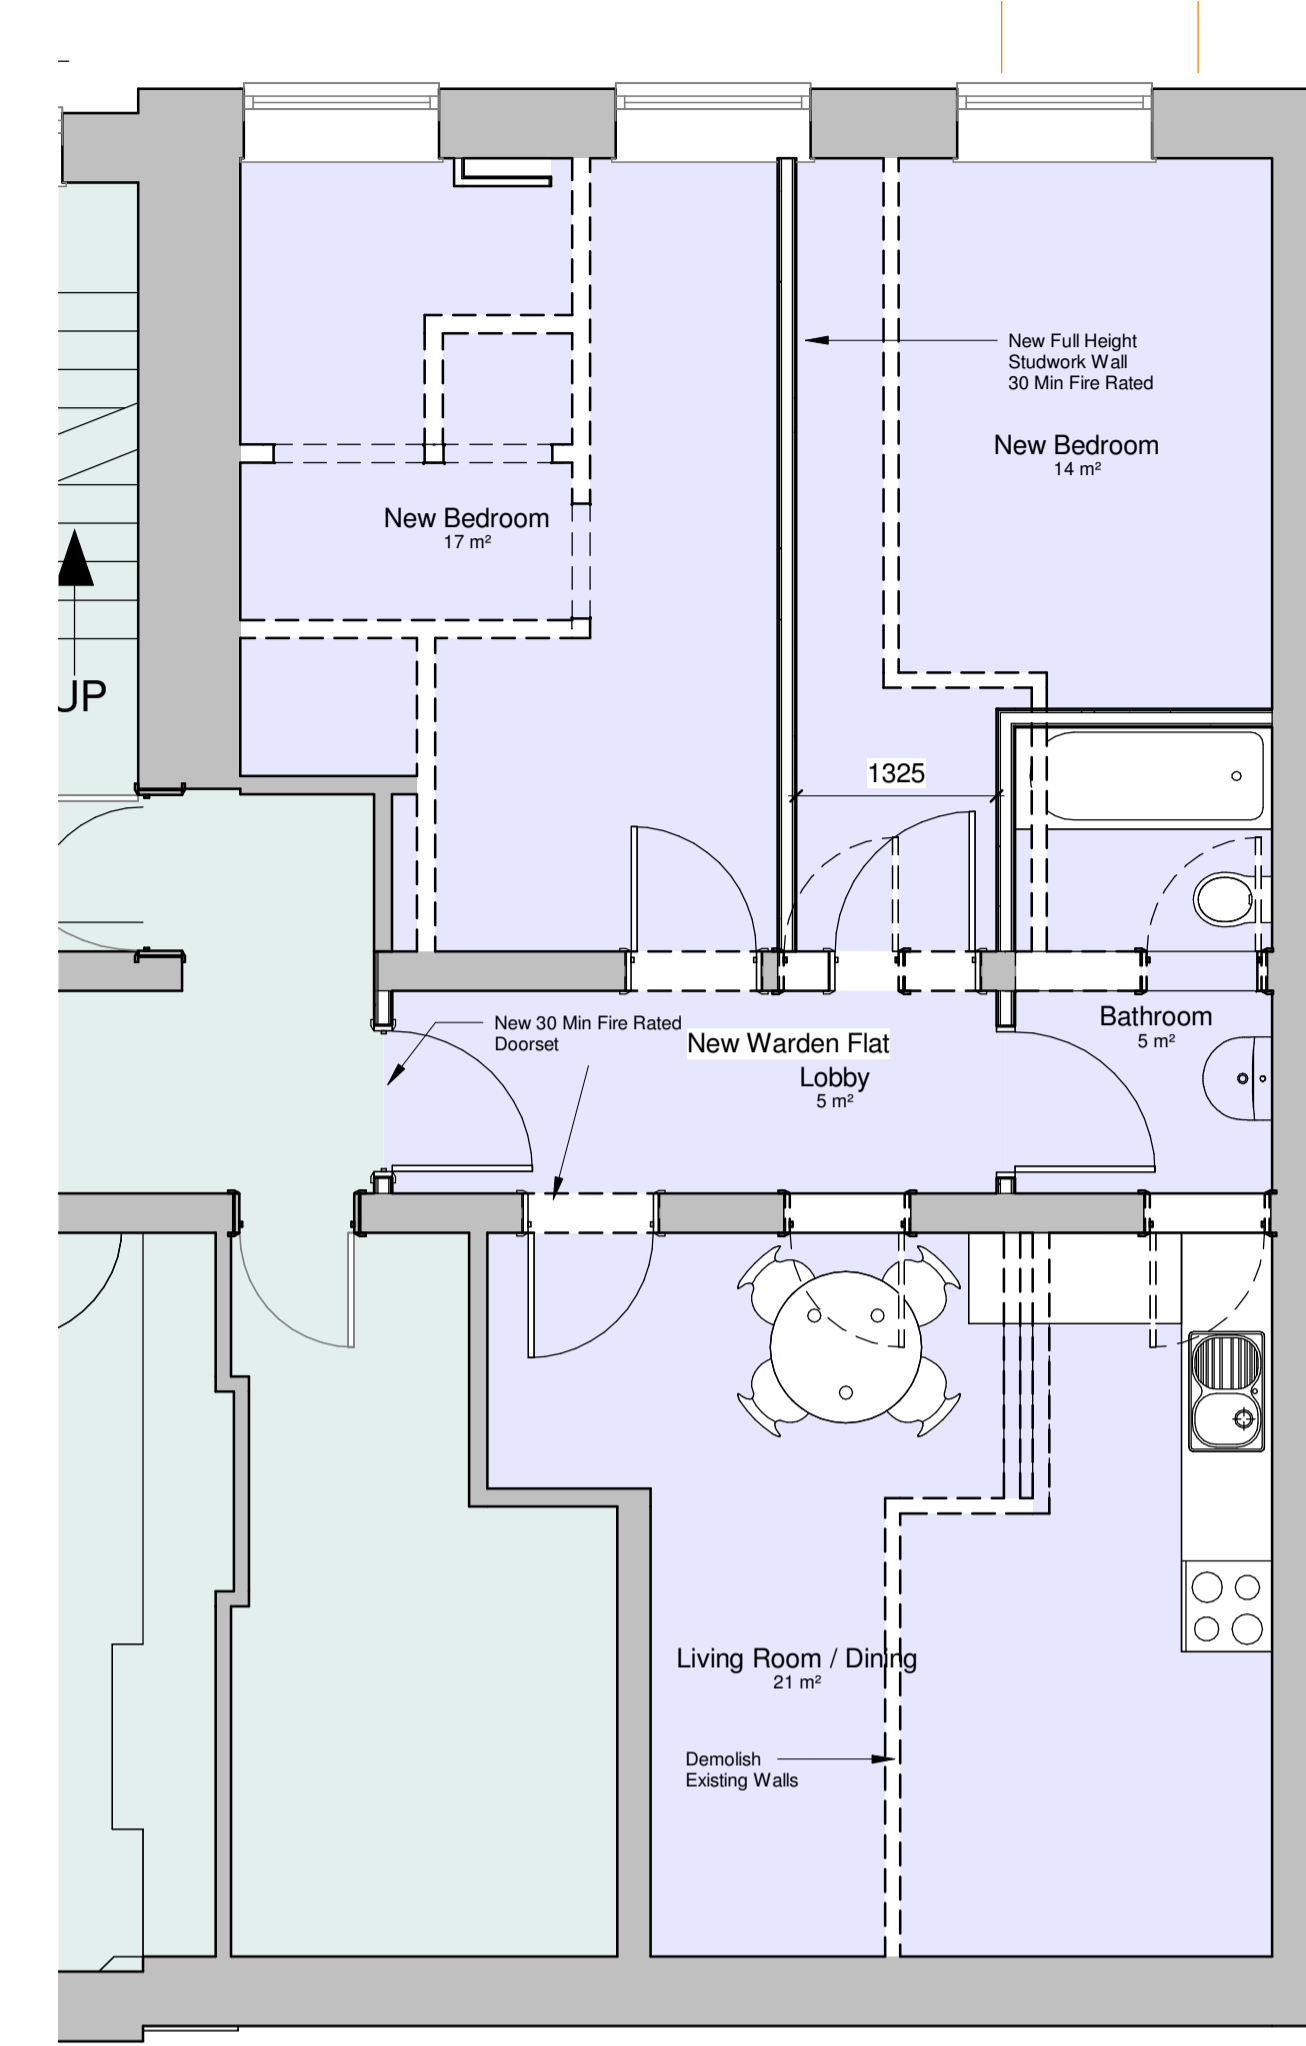 New Full Height
Studwork Wall
30 Min Fire Rated
New Bedroom
14 m²
New Bedroom
17 m²
UP
1325
New 30 Min Fire Rated
Doorset
New Warden Flat
Lobby
5 m²
Bathroom
5 m²
Living Room / Dining
21 m²
Demolish
Existing Walls